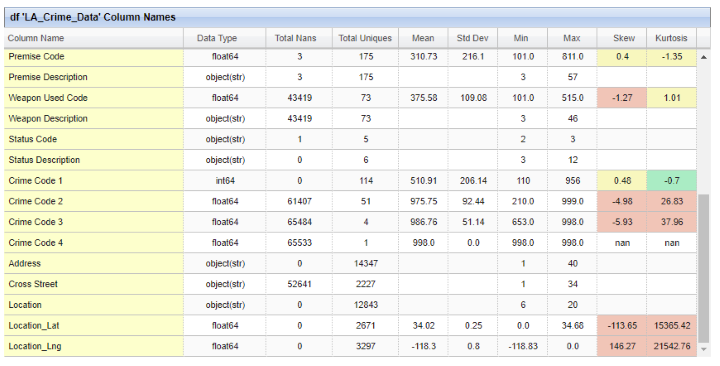 df 'LA_Crime_Data' Column Names
Column Name Data Type Total Nans Total Uniques Mean Std Dev Min Max Skew Kurtosis
Premise Code float64 3 175 310.73 216.1 101.0 811.0 0.4 -1.35
Premise Description object(str) 3 175 3 57
Weapon Used Code float64 43419 73 375.58 109.08 101.0 515.0 -1.27 1.01
Weapon Description object(str) 43419 73 3 46
Status Code object(str) 1 5 2 3
Status Description object(str) 0 6 3 12
Crime Code 1 int64 0 114 510.91 206.14 110 956 0.48 -0.7
Crime Code 2 float64 61407 51 975.75 92.44 210.0 999.0 -4.98 26.83
Crime Code 3 float64 65484 4 986.76 51.14 653.0 998.0 -5.93 37.96
Crime Code 4 float64 65533 1 998.0 0.0 998.0 998.0 nan nan
Address object(str) 0 14347 1 40
Cross Street object(str) 52641 2227 1 34
Location object(str) 0 12843 6 20
Location_Lat float64 0 2671 34.02 0.25 0.0 34.68 -113.65 15365.42
Location_Lng float64 0 3297 -118.3 0.8 -118.83 0.0 146.27 21542.76